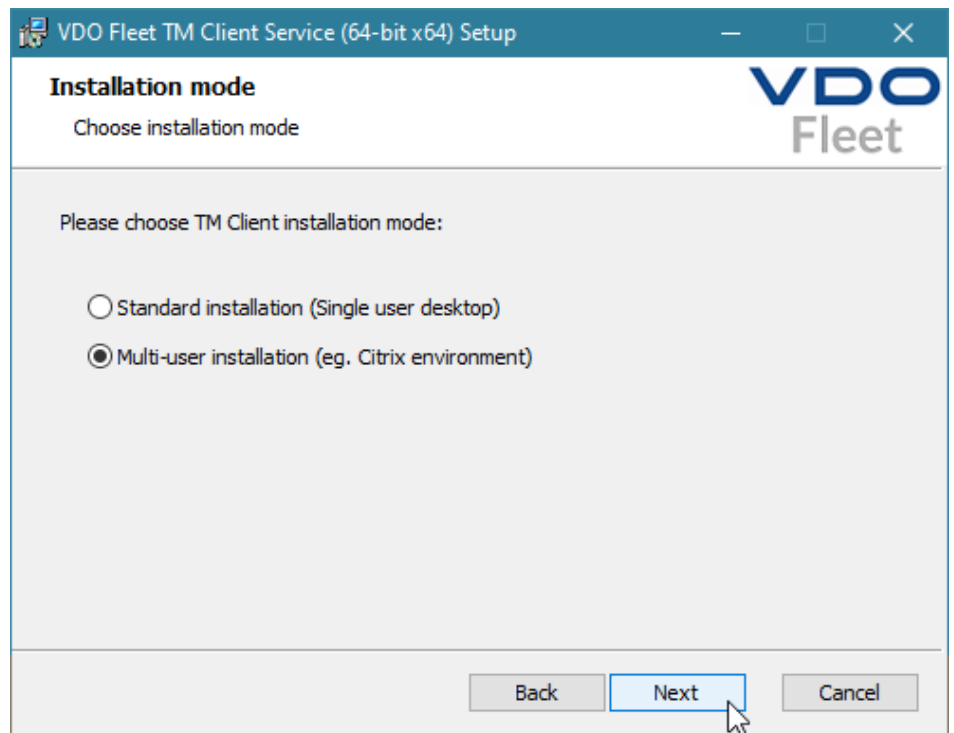 VDO Fleet TM Client Service (64-bit x64) Setup
Installation mode
Choose installation mode
VDO
Fleet
Please choose TM Client installation mode:
Standard installation (Single user desktop)
Multi-user installation (eg. Citrix environment)
Back Next Cancel